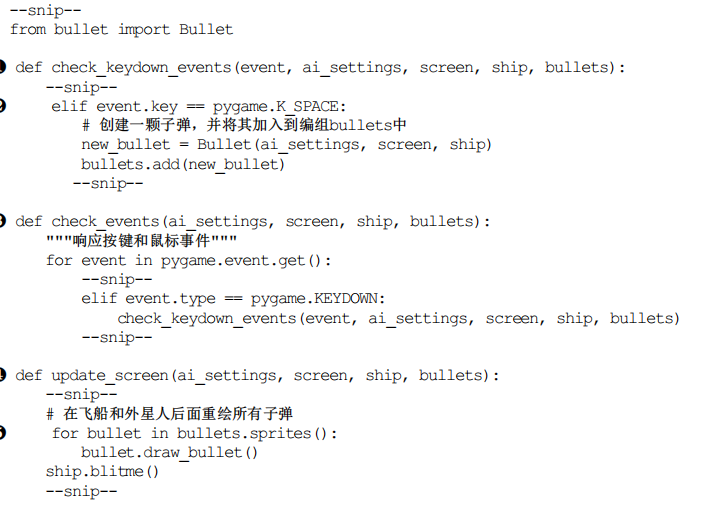 --snip--
from bullet import Bullet
❶ def check_keydown_events(event, ai_settings, screen, ship, bullets):
--snip--
❷ elif event.key == pygame.K_SPACE:
# 创建一颗子弹，并将其加入到编组bullets中
new_bullet = Bullet(ai_settings, screen, ship)
bullets.add(new_bullet)
--snip--
❸ def check_events(ai_settings, screen, ship, bullets):
"""响应按键和鼠标事件"""
for event in pygame.event.get():
--snip--
elif event.type == pygame.KEYDOWN:
check_keydown_events(event, ai_settings, screen, ship, bullets)
--snip--
❹ def update_screen(ai_settings, screen, ship, bullets):
--snip--
# 在飞船和外星人后面重绘所有子弹
❺ for bullet in bullets.sprites():
bullet.draw_bullet()
ship.blitme()
--snip--